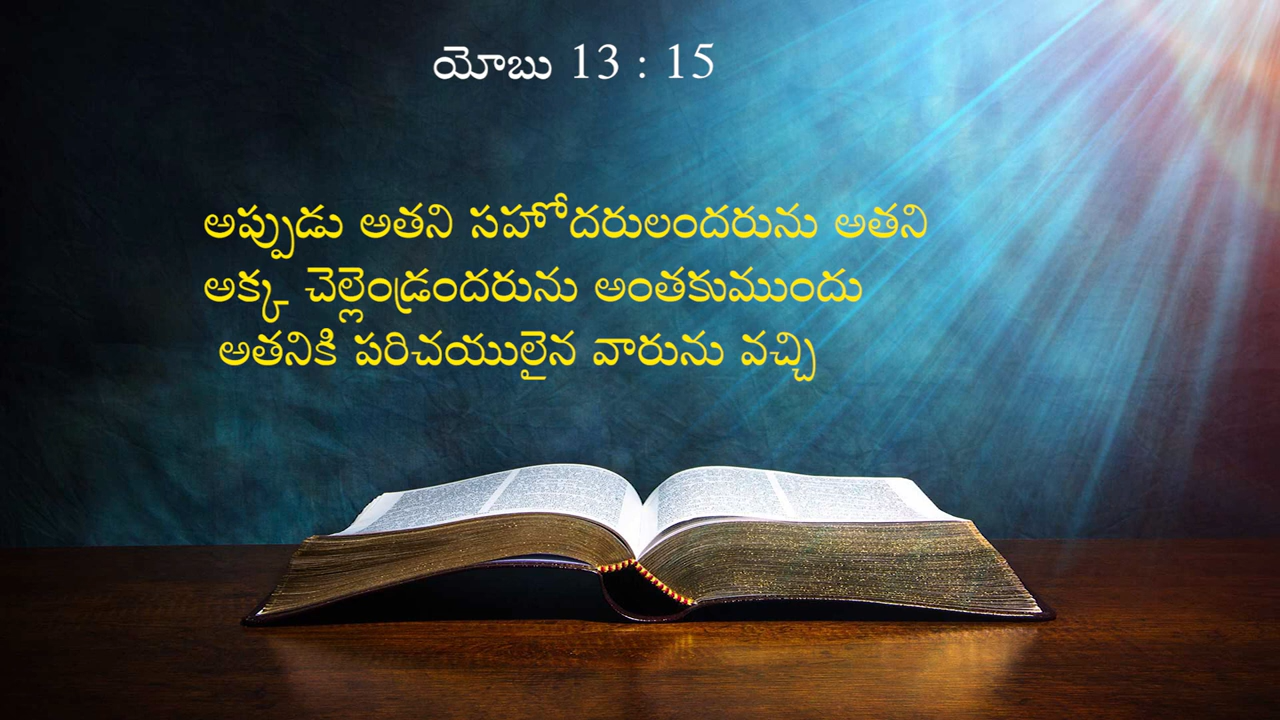 యోబు 13 : 15
అప్పుడు అతని సహోదరులందరును అతని
అక్క చెల్లెండ్రందరును అంతకుముందు
అతనికి పరిచయులైన వారును వచ్చి